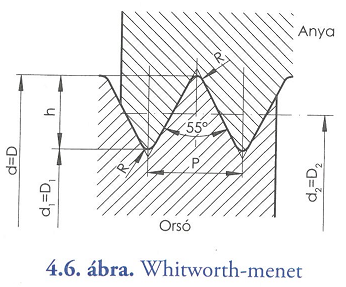 Anya
R
h
55°
d=D
R
P
d₁=D₁
d₂=D₂
Orsó
4.6. ábra. Whitworth-menet